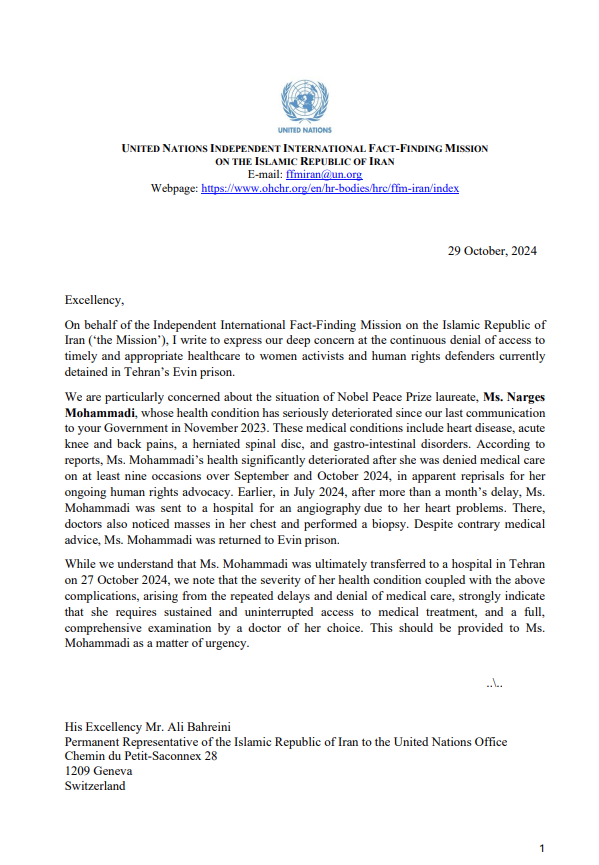 UNITED NATIONS
UNITED NATIONS INDEPENDENT INTERNATIONAL FACT-FINDING MISSION
ON THE ISLAMIC REPUBLIC OF IRAN
E-mail: ffmiran@un.org
Webpage: https://www.ohchr.org/en/hr-bodies/hrc/ffm-iran/index
29 October, 2024
Excellency,
On behalf of the Independent International Fact-Finding Mission on the Islamic Republic of
Iran (‘the Mission’), I write to express our deep concern at the continuous denial of access to
timely and appropriate healthcare to women activists and human rights defenders currently
detained in Tehran’s Evin prison.
We are particularly concerned about the situation of Nobel Peace Prize laureate, Ms. Narges
Mohammadi, whose health condition has seriously deteriorated since our last communication
to your Government in November 2023. These medical conditions include heart disease, acute
knee and back pains, a herniated spinal disc, and gastro-intestinal disorders. According to
reports, Ms. Mohammadi’s health significantly deteriorated after she was denied medical care
on at least nine occasions over September and October 2024, in apparent reprisals for her
ongoing human rights advocacy. Earlier, in July 2024, after more than a month’s delay, Ms.
Mohammadi was sent to a hospital for an angiography due to her heart problems. There,
doctors also noticed masses in her chest and performed a biopsy. Despite contrary medical
advice, Ms. Mohammadi was returned to Evin prison.
While we understand that Ms. Mohammadi was ultimately transferred to a hospital in Tehran
on 27 October 2024, we note that the severity of her health condition coupled with the above
complications, arising from the repeated delays and denial of medical care, strongly indicate
that she requires sustained and uninterrupted access to medical treatment, and a full,
comprehensive examination by a doctor of her choice. This should be provided to Ms.
Mohammadi as a matter of urgency.
..\..
His Excellency Mr. Ali Bahreini
Permanent Representative of the Islamic Republic of Iran to the United Nations Office
Chemin du Petit-Saconnex 28
1209 Geneva
Switzerland
1